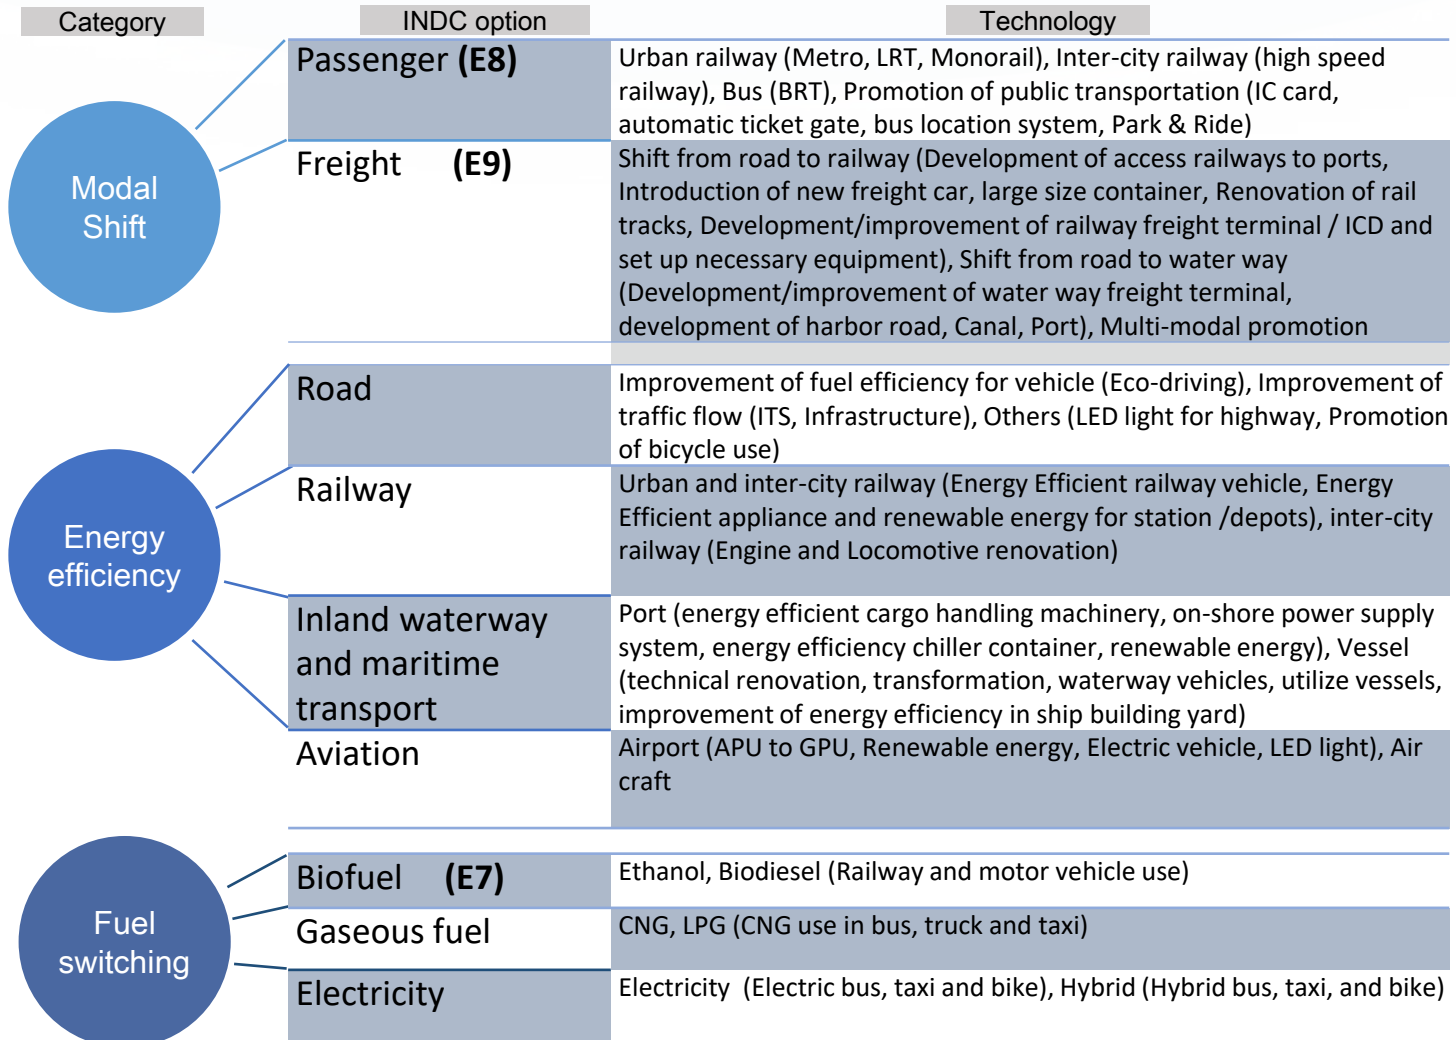 Category
INDC option
Technology
Modal
Shift
Passenger (E8)
Urban railway (Metro, LRT, Monorail), Inter-city railway (high speed
railway), Bus (BRT), Promotion of public transportation (IC card,
automatic ticket gate, bus location system, Park & Ride)
Freight (E9)
Shift from road to railway (Development of access railways to ports,
Introduction of new freight car, large size container, Renovation of rail
tracks, Development/improvement of railway freight terminal / ICD and
set up necessary equipment), Shift from road to water way
(Development/improvement of water way freight terminal,
development of harbor road, Canal, Port), Multi-modal promotion
Energy
efficiency
Road
Improvement of fuel efficiency for vehicle (Eco-driving), Improvement of
traffic flow (ITS, Infrastructure), Others (LED light for highway, Promotion
of bicycle use)
Railway
Urban and inter-city railway (Energy Efficient railway vehicle, Energy
Efficient appliance and renewable energy for station /depots), inter-city
railway (Engine and Locomotive renovation)
Inland waterway
and maritime
transport
Port (energy efficient cargo handling machinery, on-shore power supply
system, energy efficiency chiller container, renewable energy), Vessel
(technical renovation, transformation, waterway vehicles, utilize vessels,
improvement of energy efficiency in ship building yard)
Aviation
Airport (APU to GPU, Renewable energy, Electric vehicle, LED light), Air
craft
Fuel
switching
Biofuel (E7)
Ethanol, Biodiesel (Railway and motor vehicle use)
Gaseous fuel
CNG, LPG (CNG use in bus, truck and taxi)
Electricity
Electricity (Electric bus, taxi and bike), Hybrid (Hybrid bus, taxi, and bike)